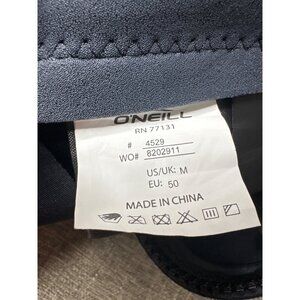 O'NEILL
RN 77131
# 4529
WO# 8202911
US/UK: M
EU: 50
MADE IN CHINA